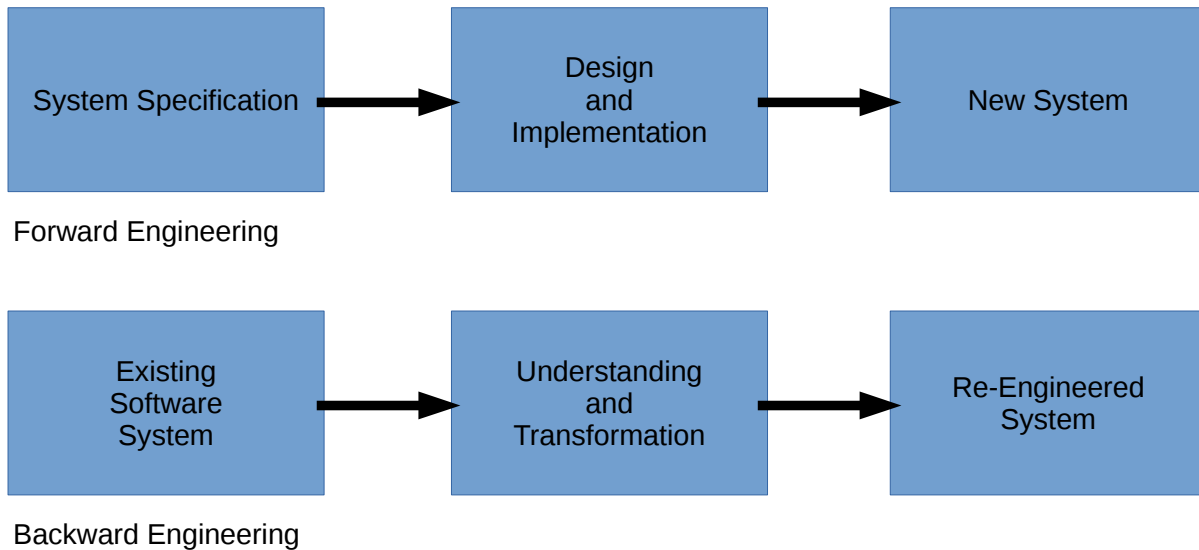 System Specification
Design
and
Implementation
New System
Forward Engineering
Existing
Software
System
Understanding
and
Transformation
Re-Engineered
System
Backward Engineering